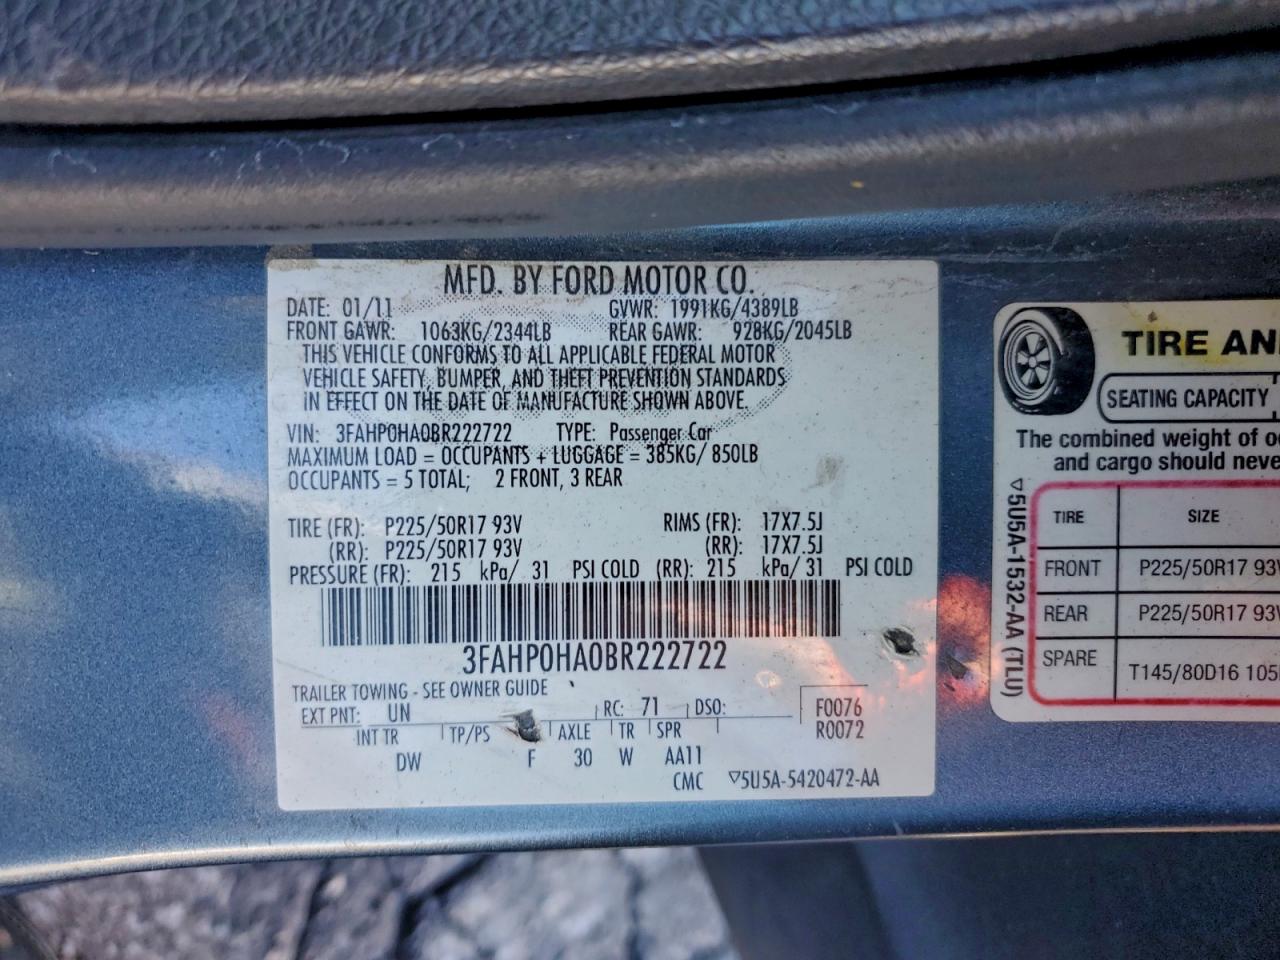 MFD. BY FORD MOTOR CO.
DATE: 01/11 GVWR: 1991KG/4389LB
FRONT GAWR: 1063KG/2344LB REAR GAWR: 928KG/2045LB
THIS VEHICLE CONFORMS TO ALL APPLICABLE FEDERAL MOTOR
VEHICLE SAFETY, BUMPER, AND THEFT PREVENTION STANDARDS
IN EFFECT ON THE DATE OF MANUFACTURE SHOWN ABOVE.
VIN: 3FAHP0HA0BR222722 TYPE: Passenger Car
MAXIMUM LOAD = OCCUPANTS + LUGGAGE = 385KG/ 850LB
OCCUPANTS = 5 TOTAL; 2 FRONT, 3 REAR
TIRE (FR): P225/50R17 93V RIMS (FR): 17X7.5J
(RR): P225/50R17 93V (RR): 17X7.5J
PRESSURE (FR): 215 kPa/ 31 PSI COLD (RR): 215 kPa/ 31 PSI COLD
3FAHP0HA0BR222722
TRAILER TOWING - SEE OWNER GUIDE
EXT PNT: UN RC: 71 DSO: F0076
R0072
INT TR TP/PS AXLE TR SPR
DW F 30 W AA11
CMC ▽5U5A-5420472-AA
TIRE AN
SEATING CAPACITY
The combined weight of oc
and cargo should neve
TIRE SIZE
FRONT P225/50R17 93V
REAR P225/50R17 93V
SPARE T145/80D16 105
▽5U5A-1532-AA (TLU)